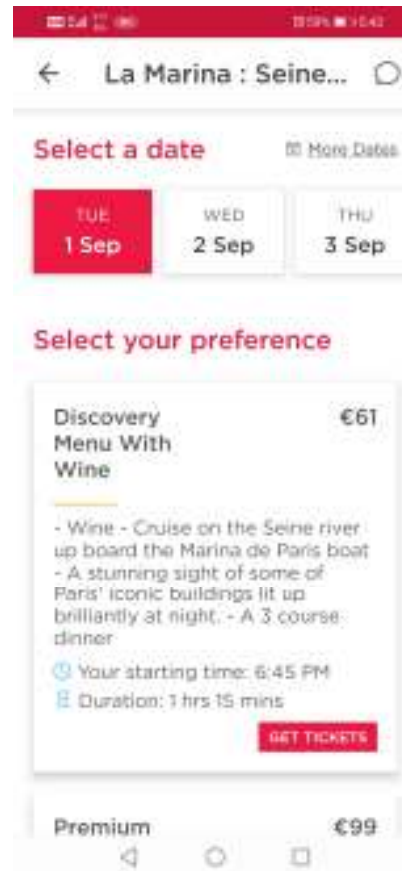 La Marina : Seine...
Select a date
More Dates
TUE
1 Sep
WED
2 Sep
THU
3 Sep
Select your preference
Discovery
Menu With
Wine
€61
- Wine - Cruise on the Seine river
up board the Marina de Paris boat
- A stunning sight of some of
Paris' iconic buildings lit up
brilliantly at night. - A 3 course
dinner
Your starting time: 6:45 PM
Duration: 1 hrs 15 mins
GET TICKETS
Premium
€99